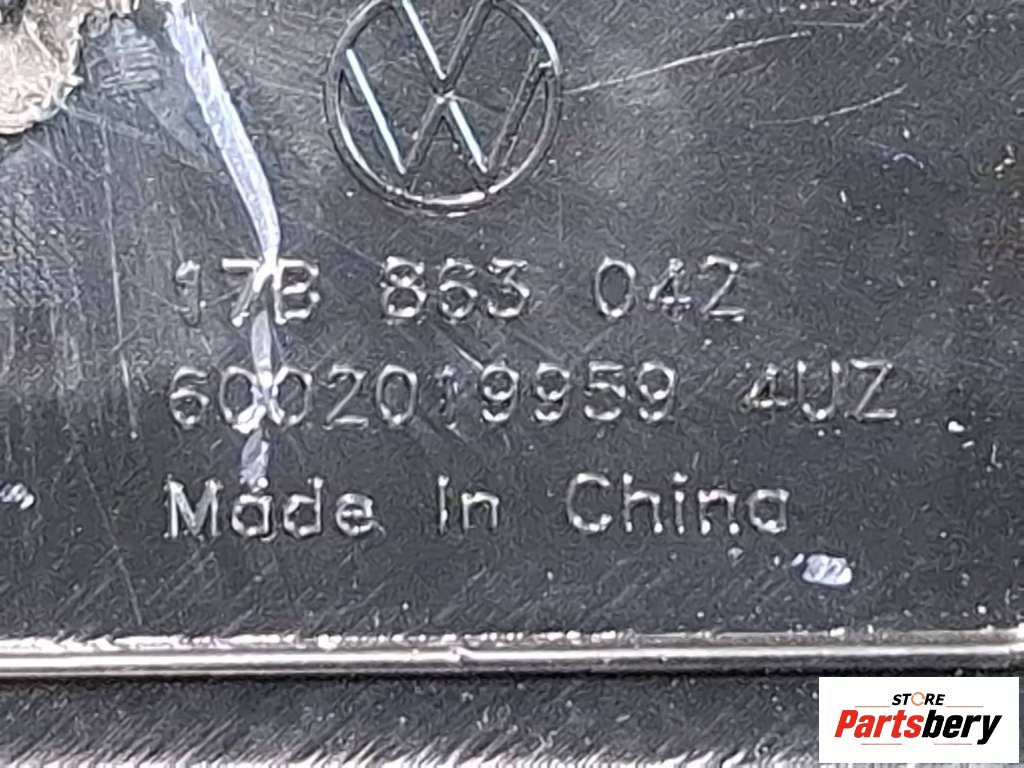 17B 863 042
6002019959 4UZ
Made In China
STORE
Partsbery